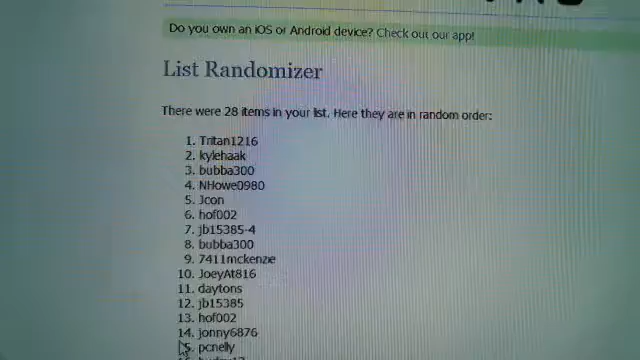 Do you own an iOS or Android device? Check out our app!
List Randomizer
There were 28 items in your list. Here they are in random order:
1. Tritan1216
2. kylehaak
3. bubba300
4. NHowe0980
5. Jcon
6. hof002
7. jb15385-4
8. bubba300
9. 7411mckenzie
10. JoeyAt816
11. daytons
12. jb15385
13. hof002
14. jonny6876
15. pcnelly